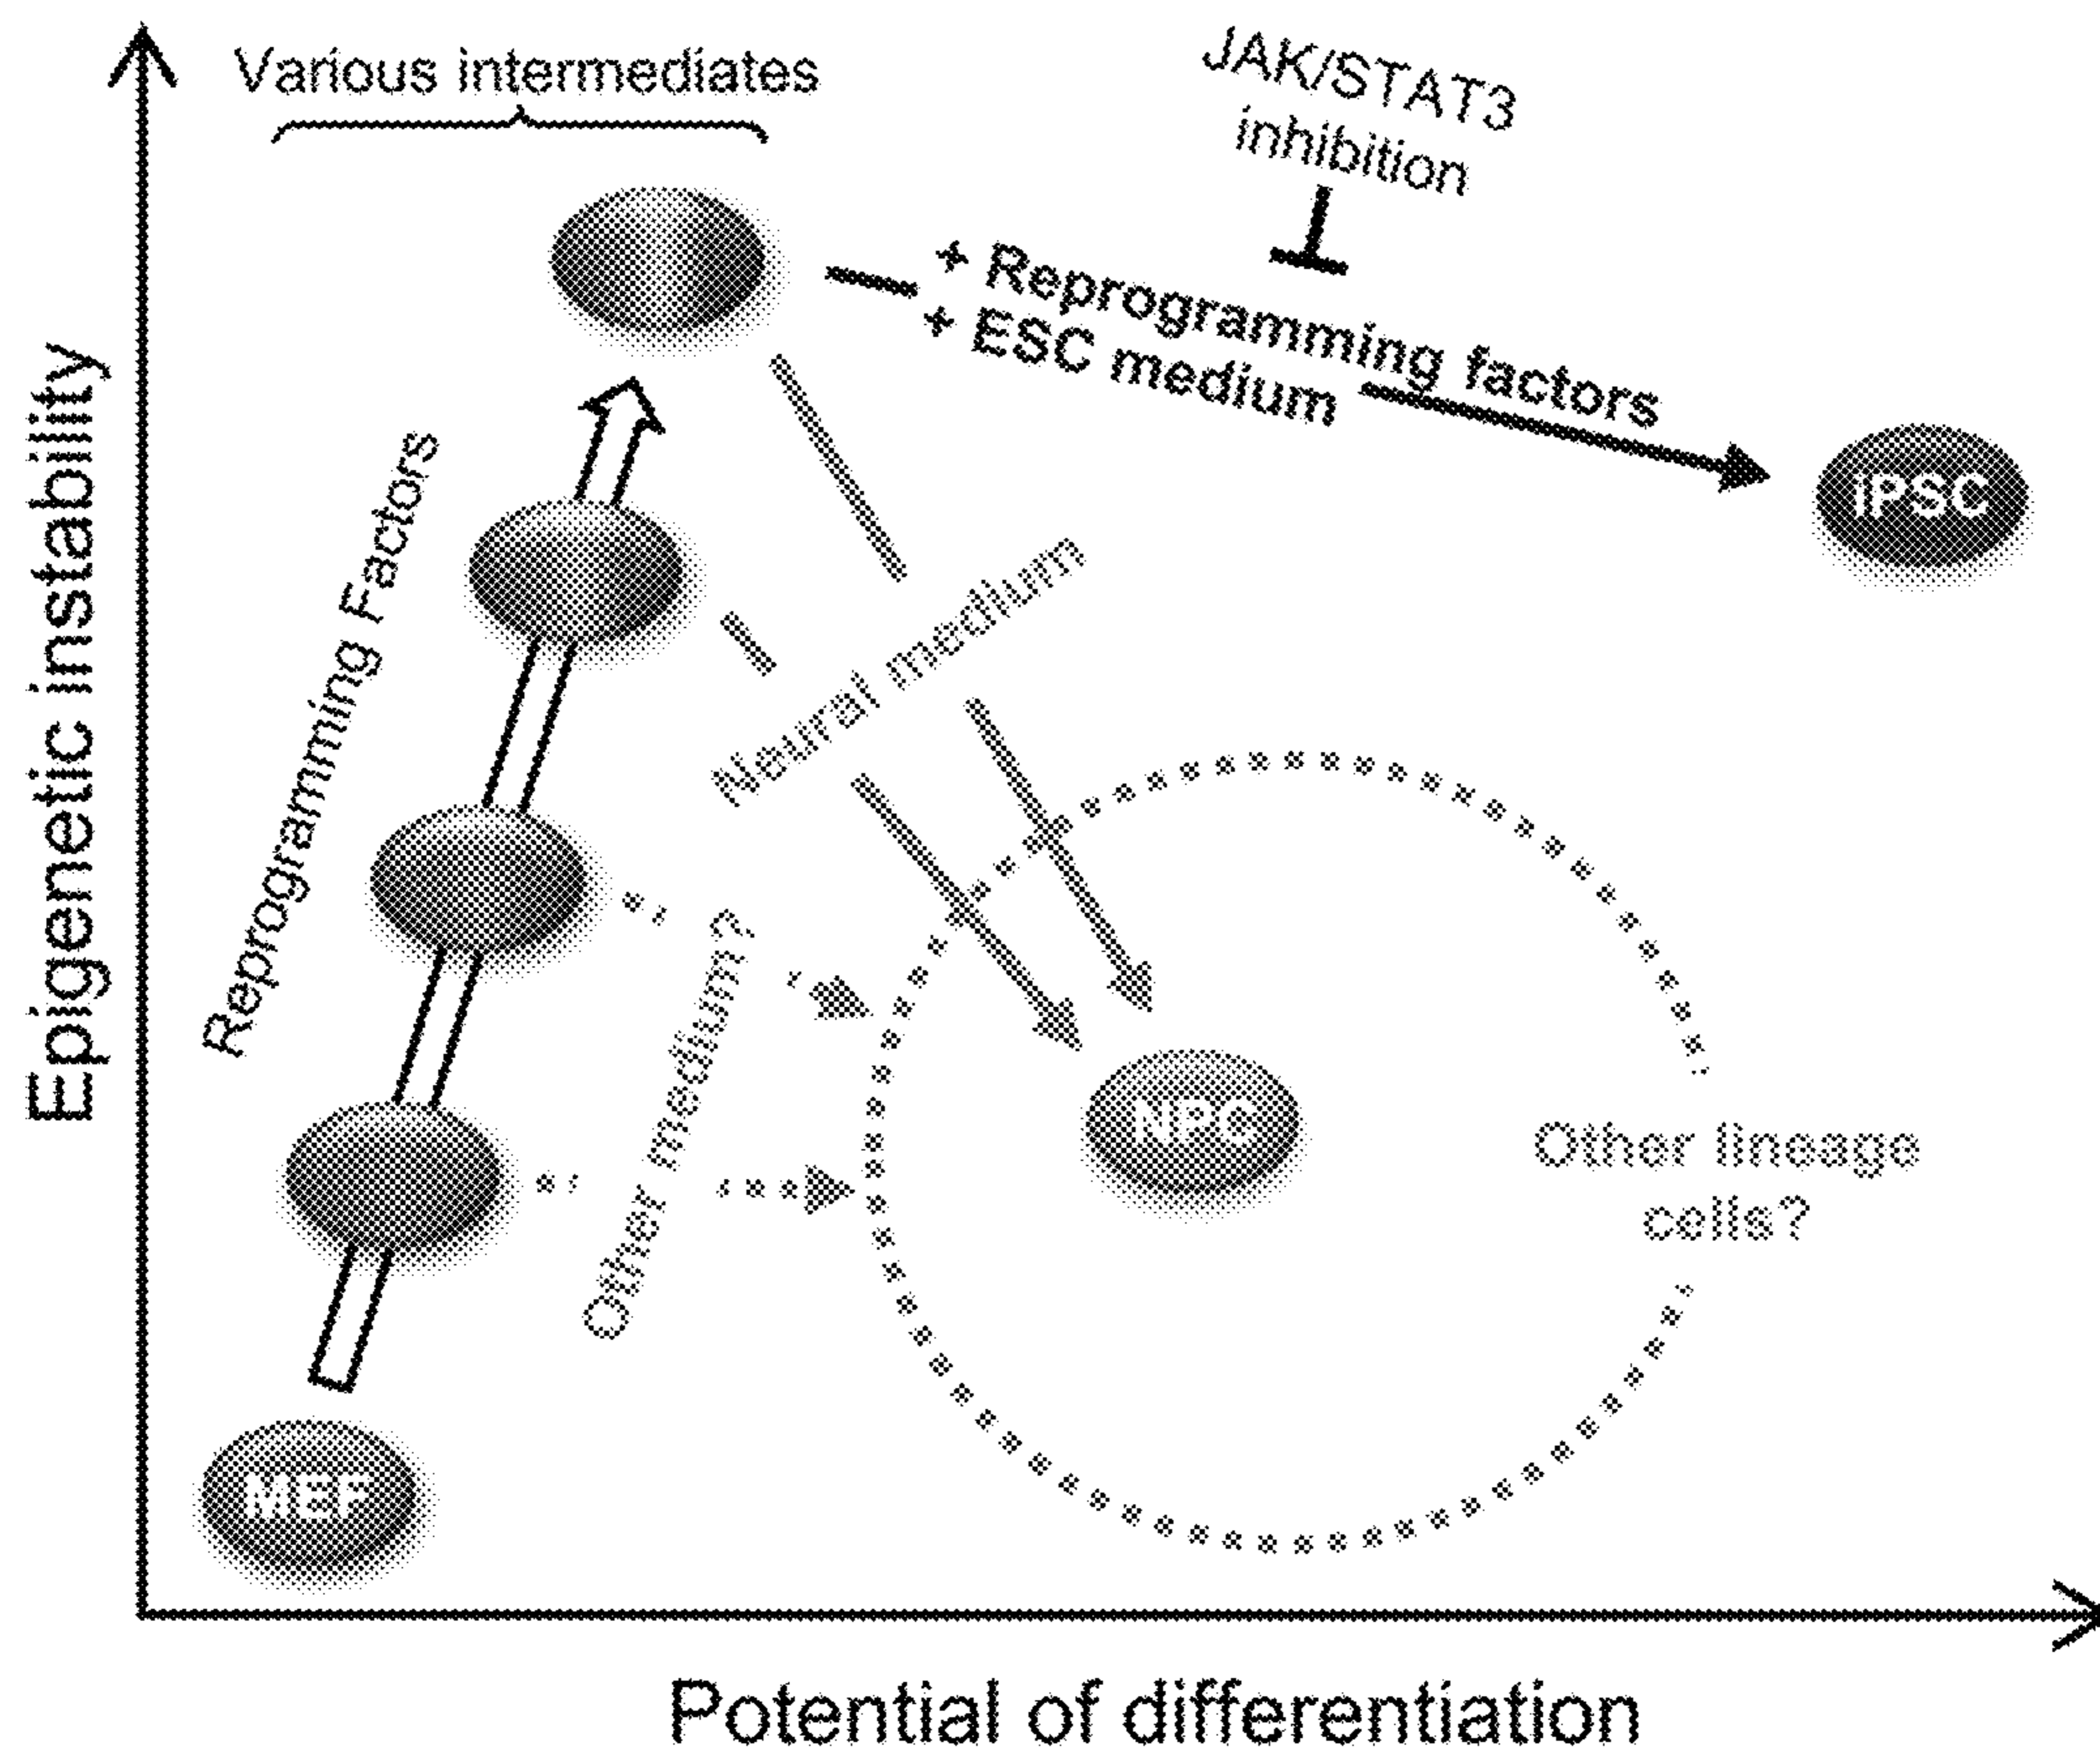 Various intermediates
JAK/STAT3
inhibition
+ Reprogramming factors
+ ESC medium
iPSC
Epigenetic instability
Reprograming Factors
Neural medium
Other medium?
NPC
Other lineage
cells?
MEF
Potential of differentiation